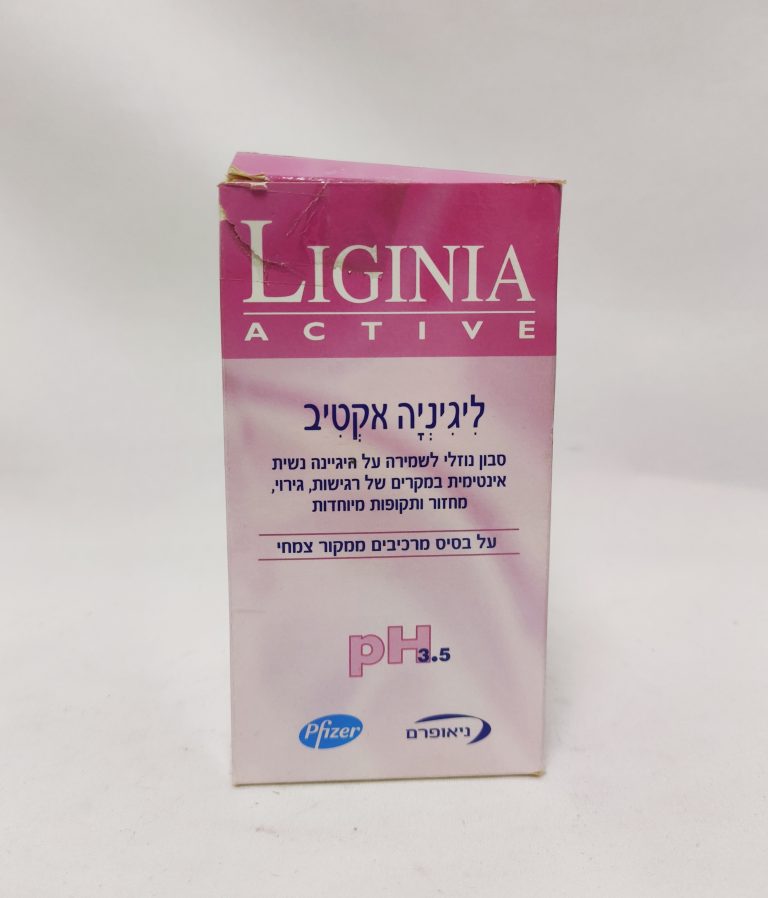 LIGINIA
ACTIVE
לִיגִינְיָה אקְטִיב
סבון נוזלי לשמירה על היגיינה נשית
אינטימית במקרים של רגישות, גירוי,
מחזור ותקופות מיוחדות
על בסיס מרכיבים ממקור צמחי
pH3.5
Pfizer ניאופרם